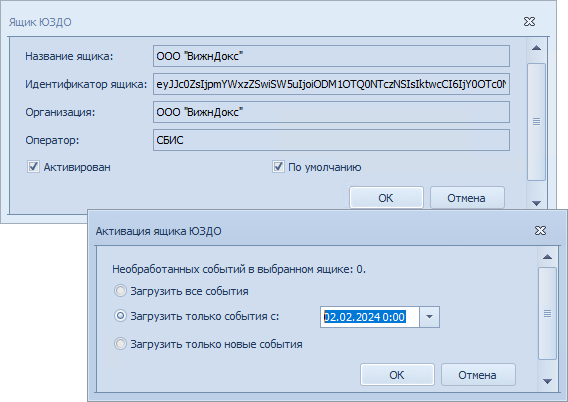 Ящик ЮЗДО
Название ящика: ООО "ВижнДокс"
Идентификатор ящика: eyJJc0ZsIjpmYWxzZSwiSW5uIjoiODM1OTQ0NTczNSIsIktwcCI6IjY0OTc0N
Организация: ООО "ВижнДокс"
Оператор: СБИС
Активирован По умолчанию
ОК Отмена
Активация ящика ЮЗДО
Необработанных событий в выбранном ящике: 0.
Загрузить все события
Загрузить только события с: 02.02.2024 0:00
Загрузить только новые события
ОК Отмена